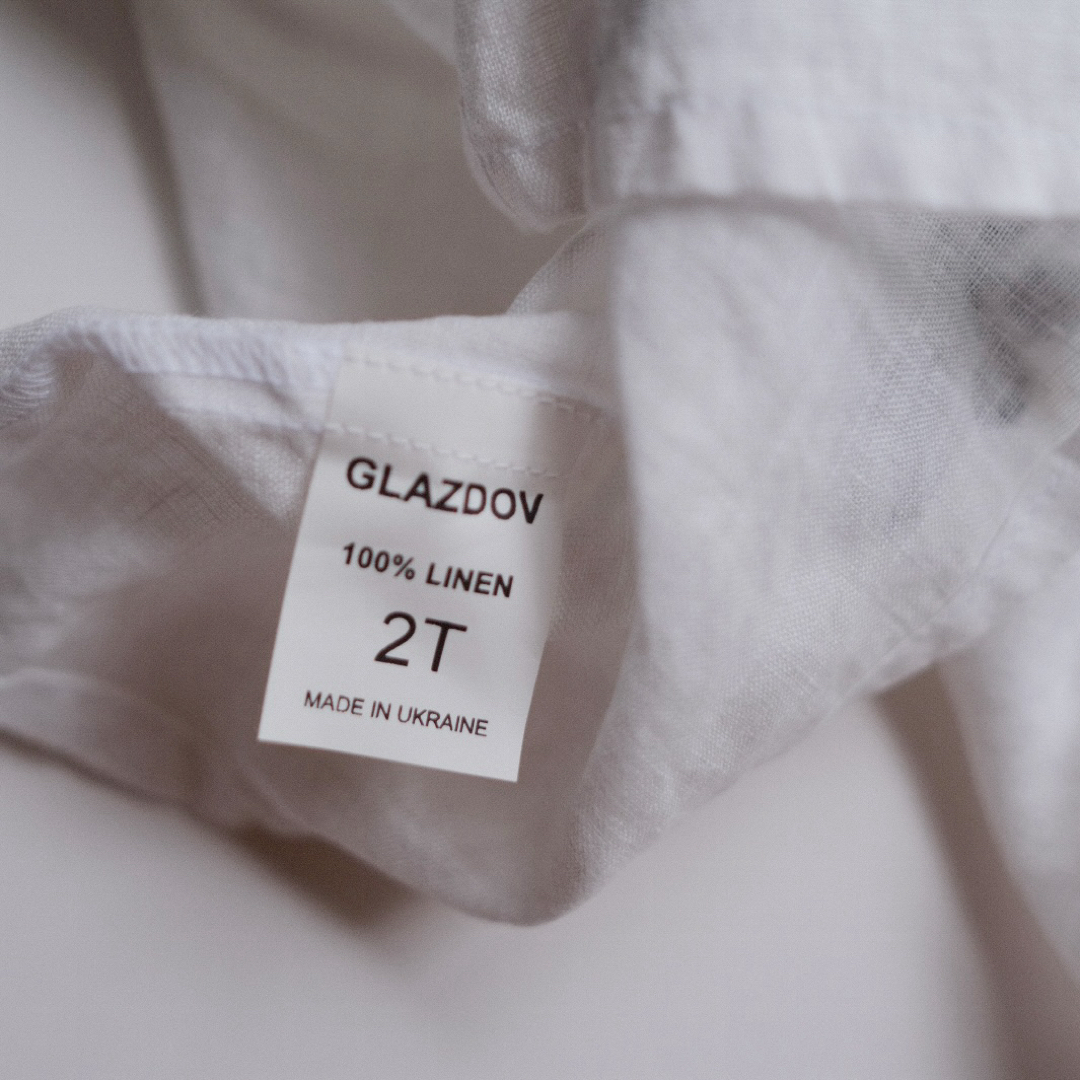 GLAZDOV
100% LINEN
2T
MADE IN UKRAINE